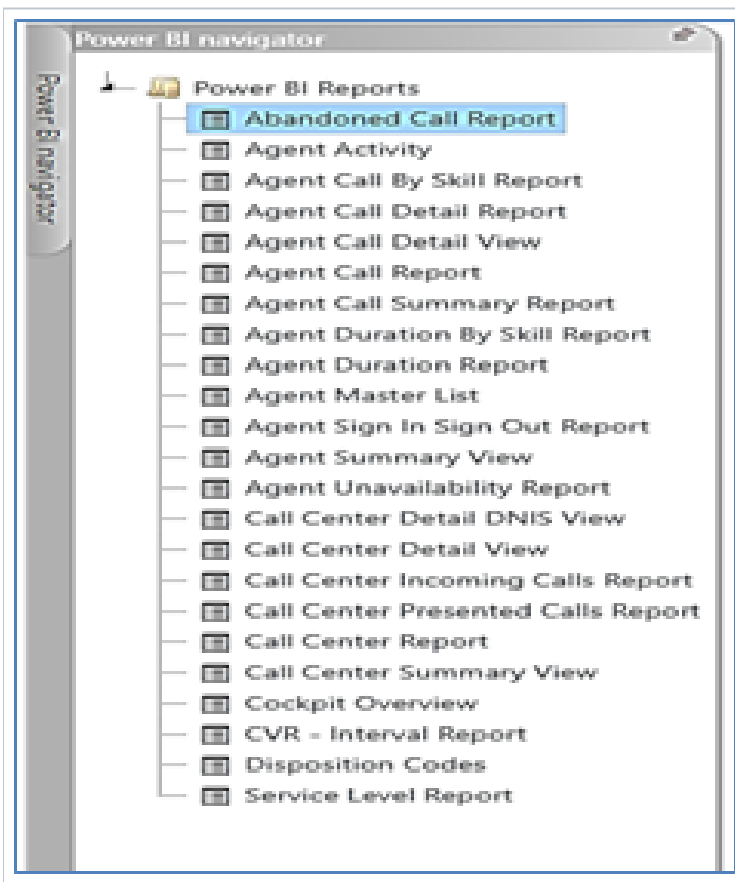 Power BI navigator
Power BI navigator
Power BI Reports
Abandoned Call Report
Agent Activity
Agent Call By Skill Report
Agent Call Detail Report
Agent Call Detail View
Agent Call Report
Agent Call Summary Report
Agent Duration By Skill Report
Agent Duration Report
Agent Master List
Agent Sign In Sign Out Report
Agent Summary View
Agent Unavailability Report
Call Center Detail DNIS View
Call Center Detail View
Call Center Incoming Calls Report
Call Center Presented Calls Report
Call Center Report
Call Center Summary View
Cockpit Overview
CVR - Interval Report
Disposition Codes
Service Level Report